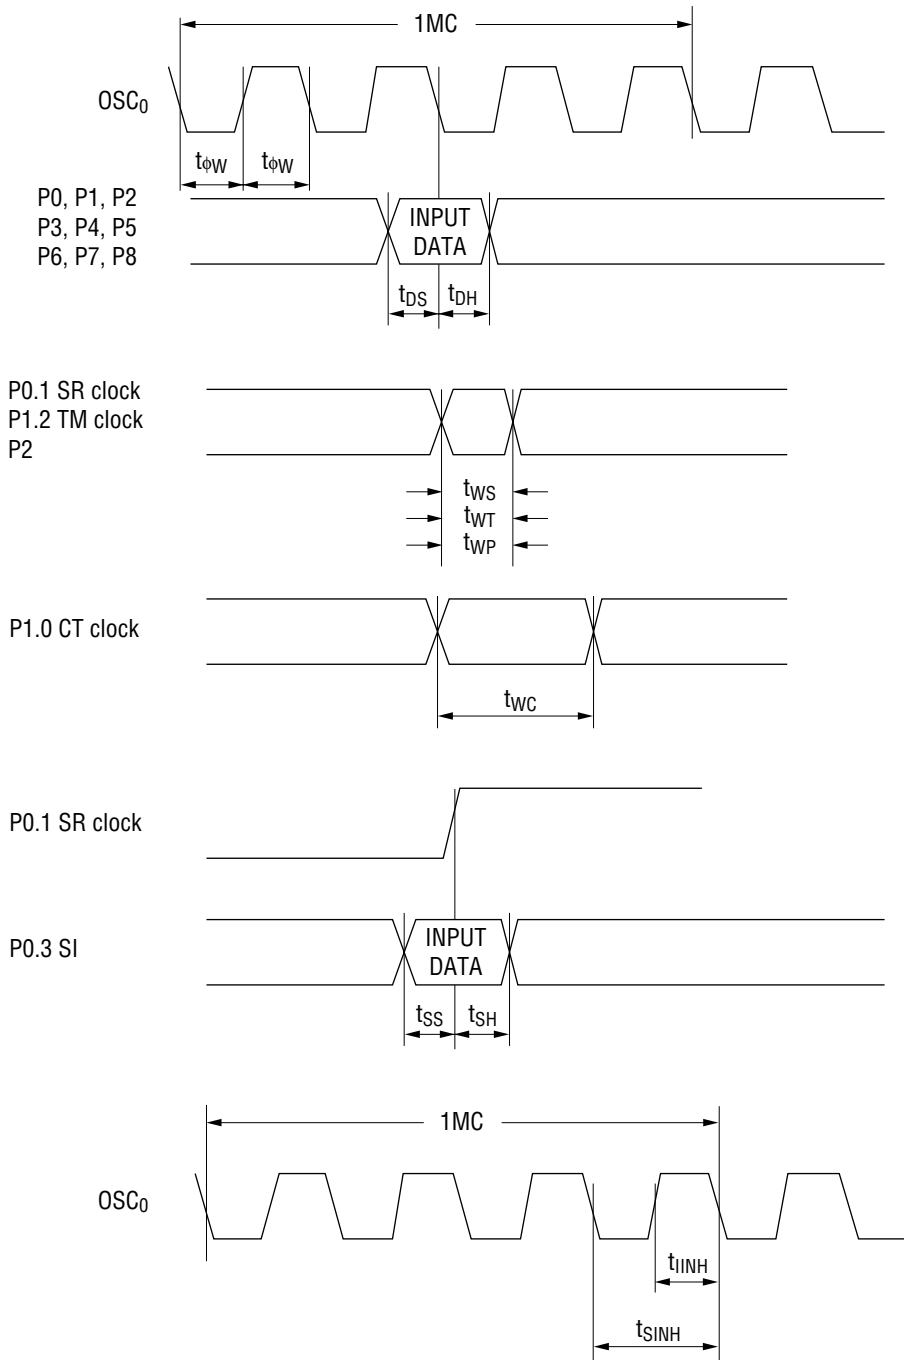 1MC
OSC0
tϕW tϕW
P0, P1, P2
P3, P4, P5
P6, P7, P8
INPUT
DATA
tDS tDH
P0.1 SR clock
P1.2 TM clock
P2
tWS
tWT
tWP
P1.0 CT clock
tWC
P0.1 SR clock
P0.3 SI
INPUT
DATA
tSS tSH
1MC
OSC0
tIINH
tSINH